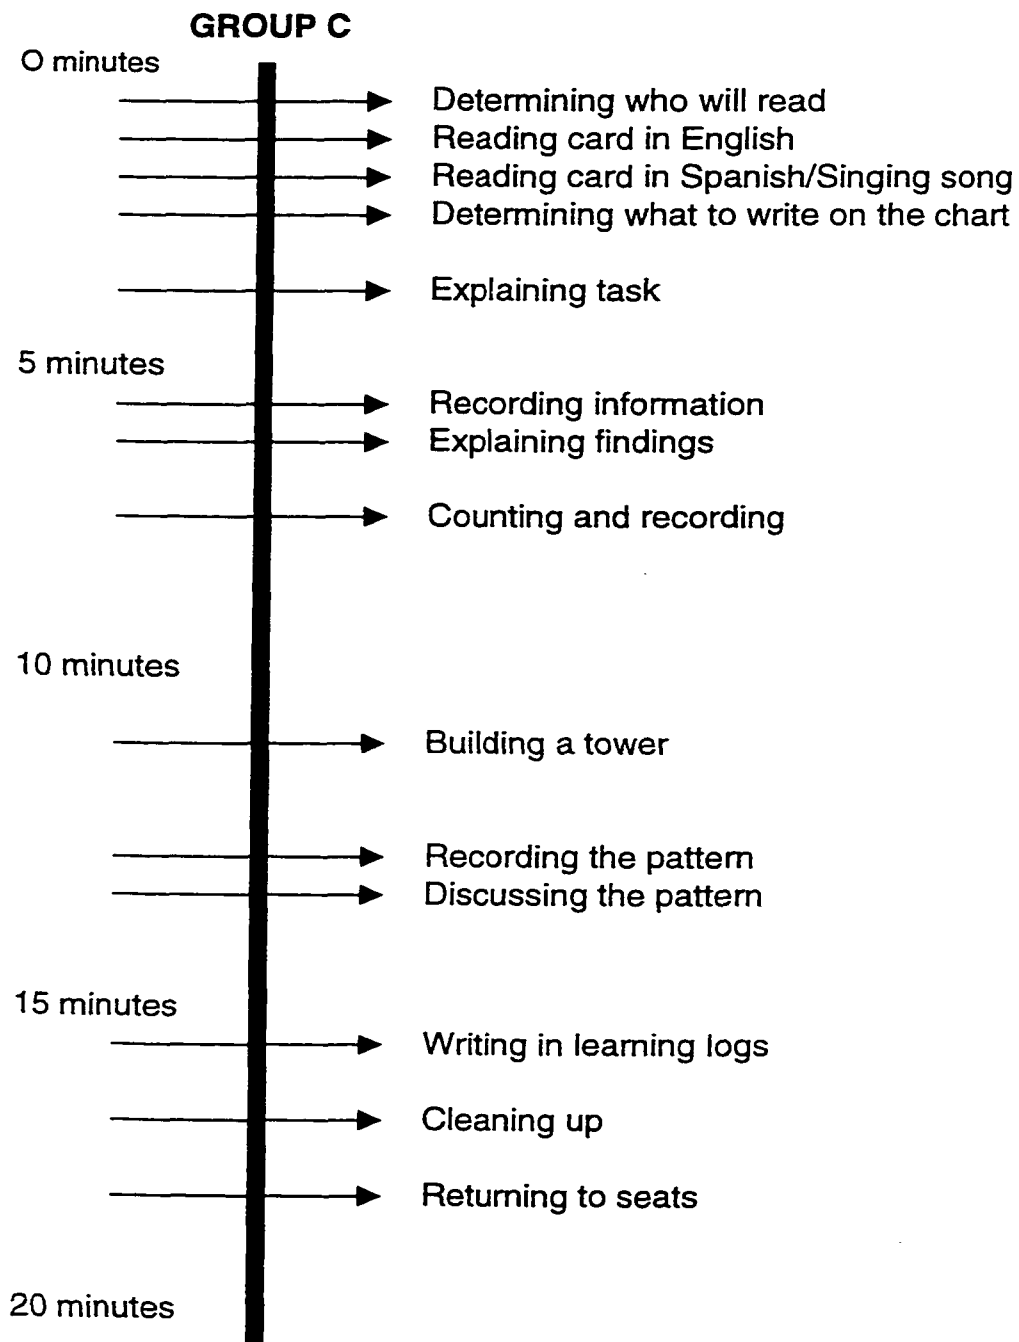 GROUP C
O minutes
Determining who will read
Reading card in English
Reading card in Spanish/Singing song
Determining what to write on the chart
Explaining task
5 minutes
Recording information
Explaining findings
Counting and recording
10 minutes
Building a tower
Recording the pattern
Discussing the pattern
15 minutes
Writing in learning logs
Cleaning up
Returning to seats
20 minutes